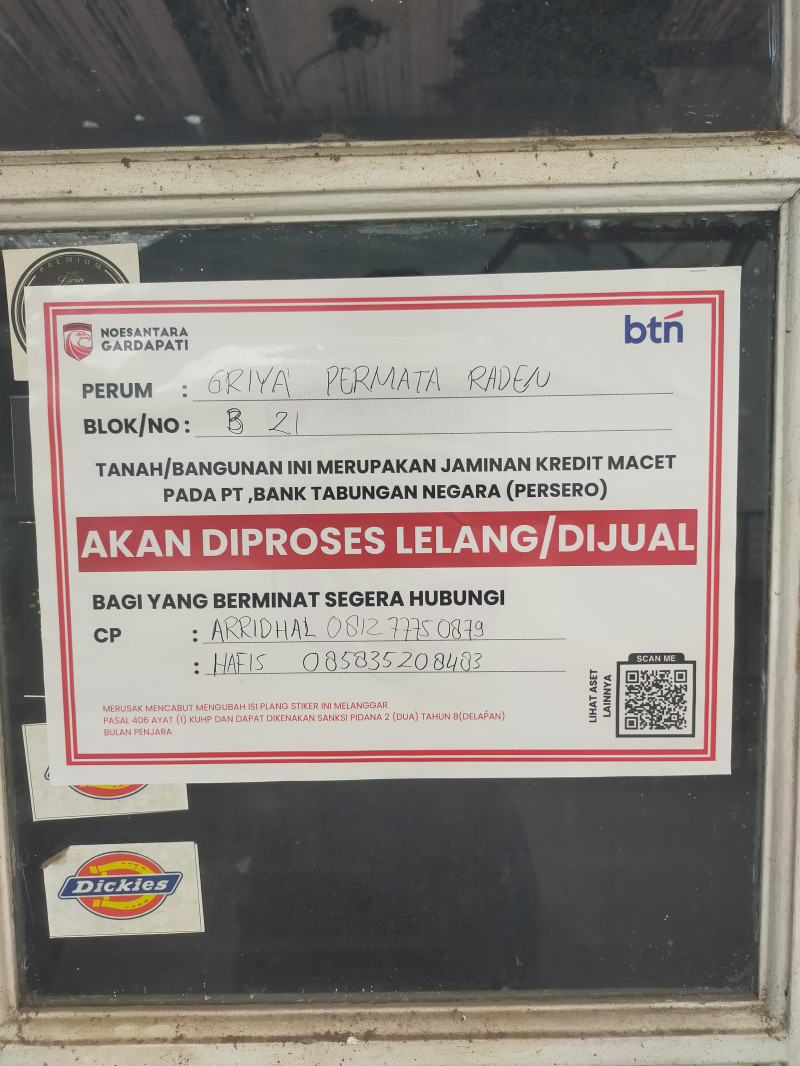 PREMIUM
NOESANTARA
GARDAPATI
btn
PERUM : GRIYA PERMATA RADEN
BLOK/NO : B 21
TANAH/BANGUNAN INI MERUPAKAN JAMINAN KREDIT MACET
PADA PT ,BANK TABUNGAN NEGARA (PERSERO)
AKAN DIPROSES LELANG/DIJUAL
BAGI YANG BERMINAT SEGERA HUBUNGI
CP : ARRIDHAL 081277750879
: HAFIS 085835208483
MERUSAK MENCABUT MENGUBAH ISI PLANG STIKER INI MELANGGAR
PASAL 406 AYAT (1) KUHP DAN DAPAT DIKENAKAN SANKSI PIDANA 2 (DUA) TAHUN 8(DELAPAN)
BULAN PENJARA
LIHAT ASET
LAINNYA
SCAN ME
Dickies